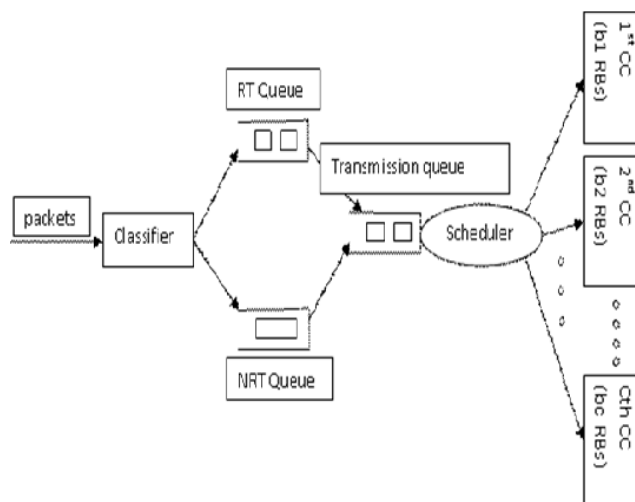 packets
Classifier
RT Queue
NRT Queue
Transmission queue
Scheduler
1st CC
(b1 RBs)
2nd CC
(b2 RBs)
Cth CC
(bc RBs)